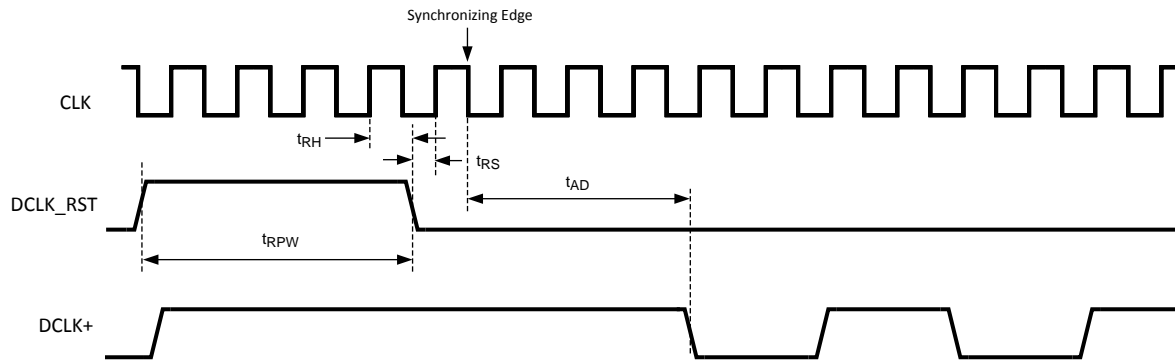 Synchronizing Edge
CLK
tRH
tRS
tAD
DCLK_RST
tRPW
DCLK+